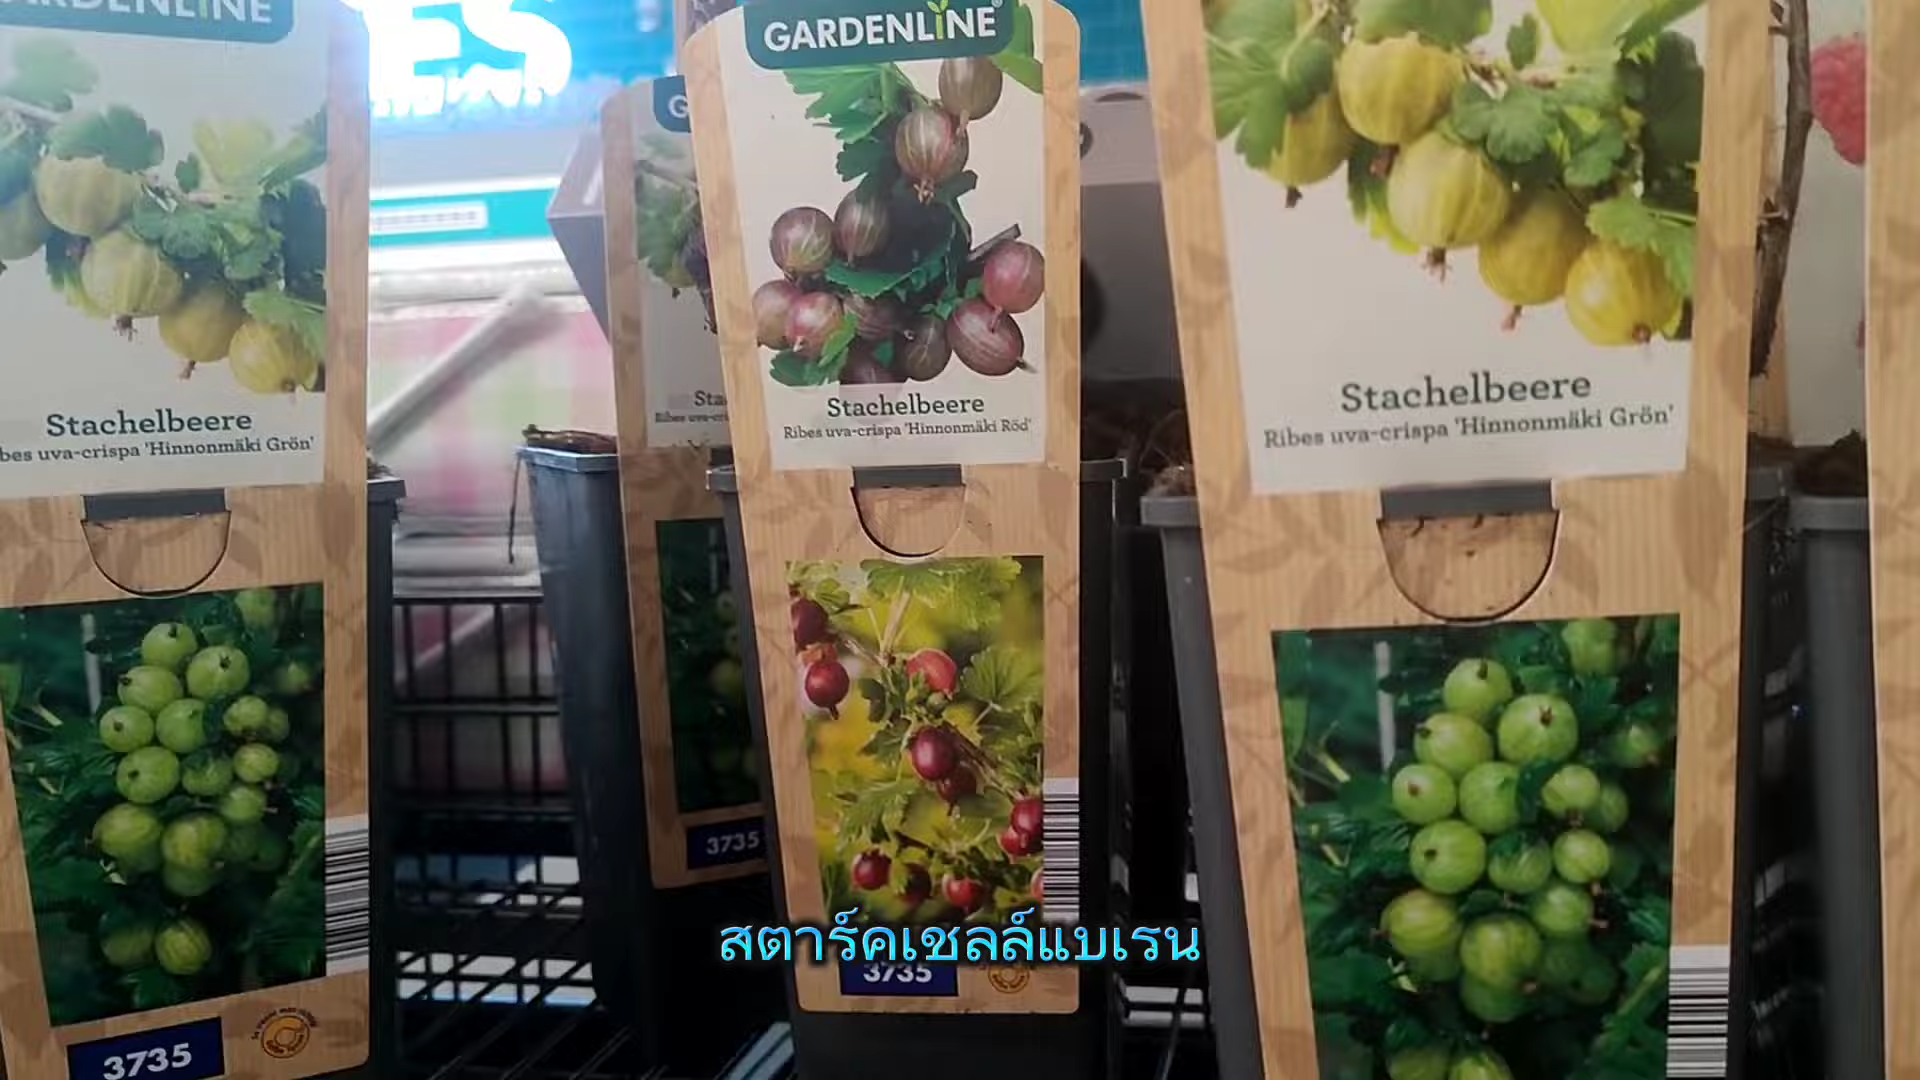 GARDENLINE
ES
GARDENLINE
Stachelbeere
Ribes uva-crispa 'Hinnonmäki Röd'
Stachelbeere
uva-crispa 'Hinnonmäki Grön'
Stachelbeere
Ribes uva-crispa 'Hinnonmäki Grön'
3735
3735
3735
สตาร์คเชลล์แบเรน